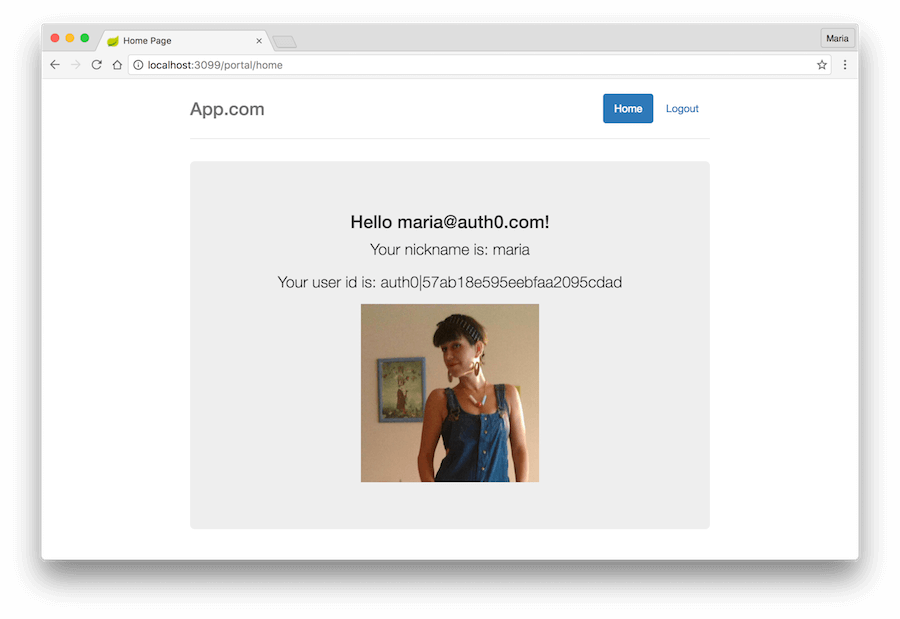 Home Page
Maria
localhost:3099/portal/home
App.com
Home
Logout
Hello maria@auth0.com!
Your nickname is: maria
Your user id is: auth0|57ab18e595eebfaa2095cdad